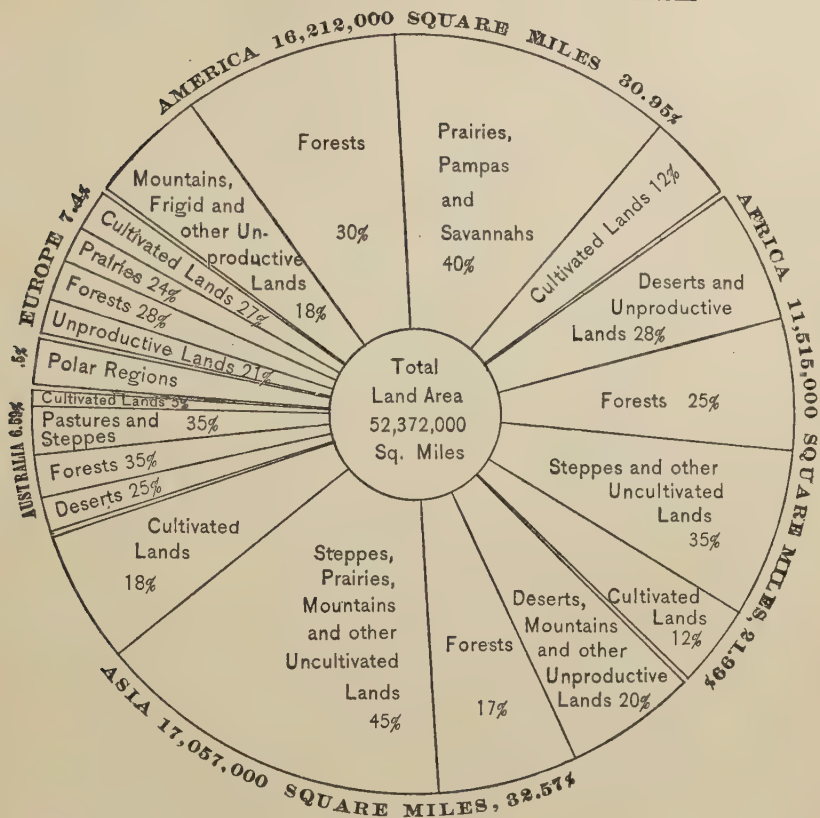 AMERICA 16,212,000 SQUARE MILES 30.95%
Forests
30%
Prairies,
Pampas
and
Savannahs
40%
Cultivated Lands 12%
Mountains,
Frigid and
other Un-
productive
Lands
18%
AFRICA 11,515,000 SQUARE MILES, 21.99%
Deserts and
Unproductive
Lands 28%
Forests 25%
Steppes and other
Uncultivated
Lands
35%
Cultivated
Lands
12%
ASIA 17,057,000 SQUARE MILES, 32.57%
Deserts,
Mountains
and other
Unproductive
Lands 20%
Forests
17%
Steppes,
Prairies,
Mountains
and other
Uncultivated
Lands
45%
Cultivated
Lands
18%
AUSTRALIA 6.59%
Deserts 25%
Forests 35%
Pastures and 35%
Steppes
Cultivated Lands 5%
.5%
Polar Regions
EUROPE 7.4%
Unproductive Lands 21%
Forests 28%
Prairies 24%
Cultivated Lands 27%
Total
Land Area
52,372,000
Sq. Miles